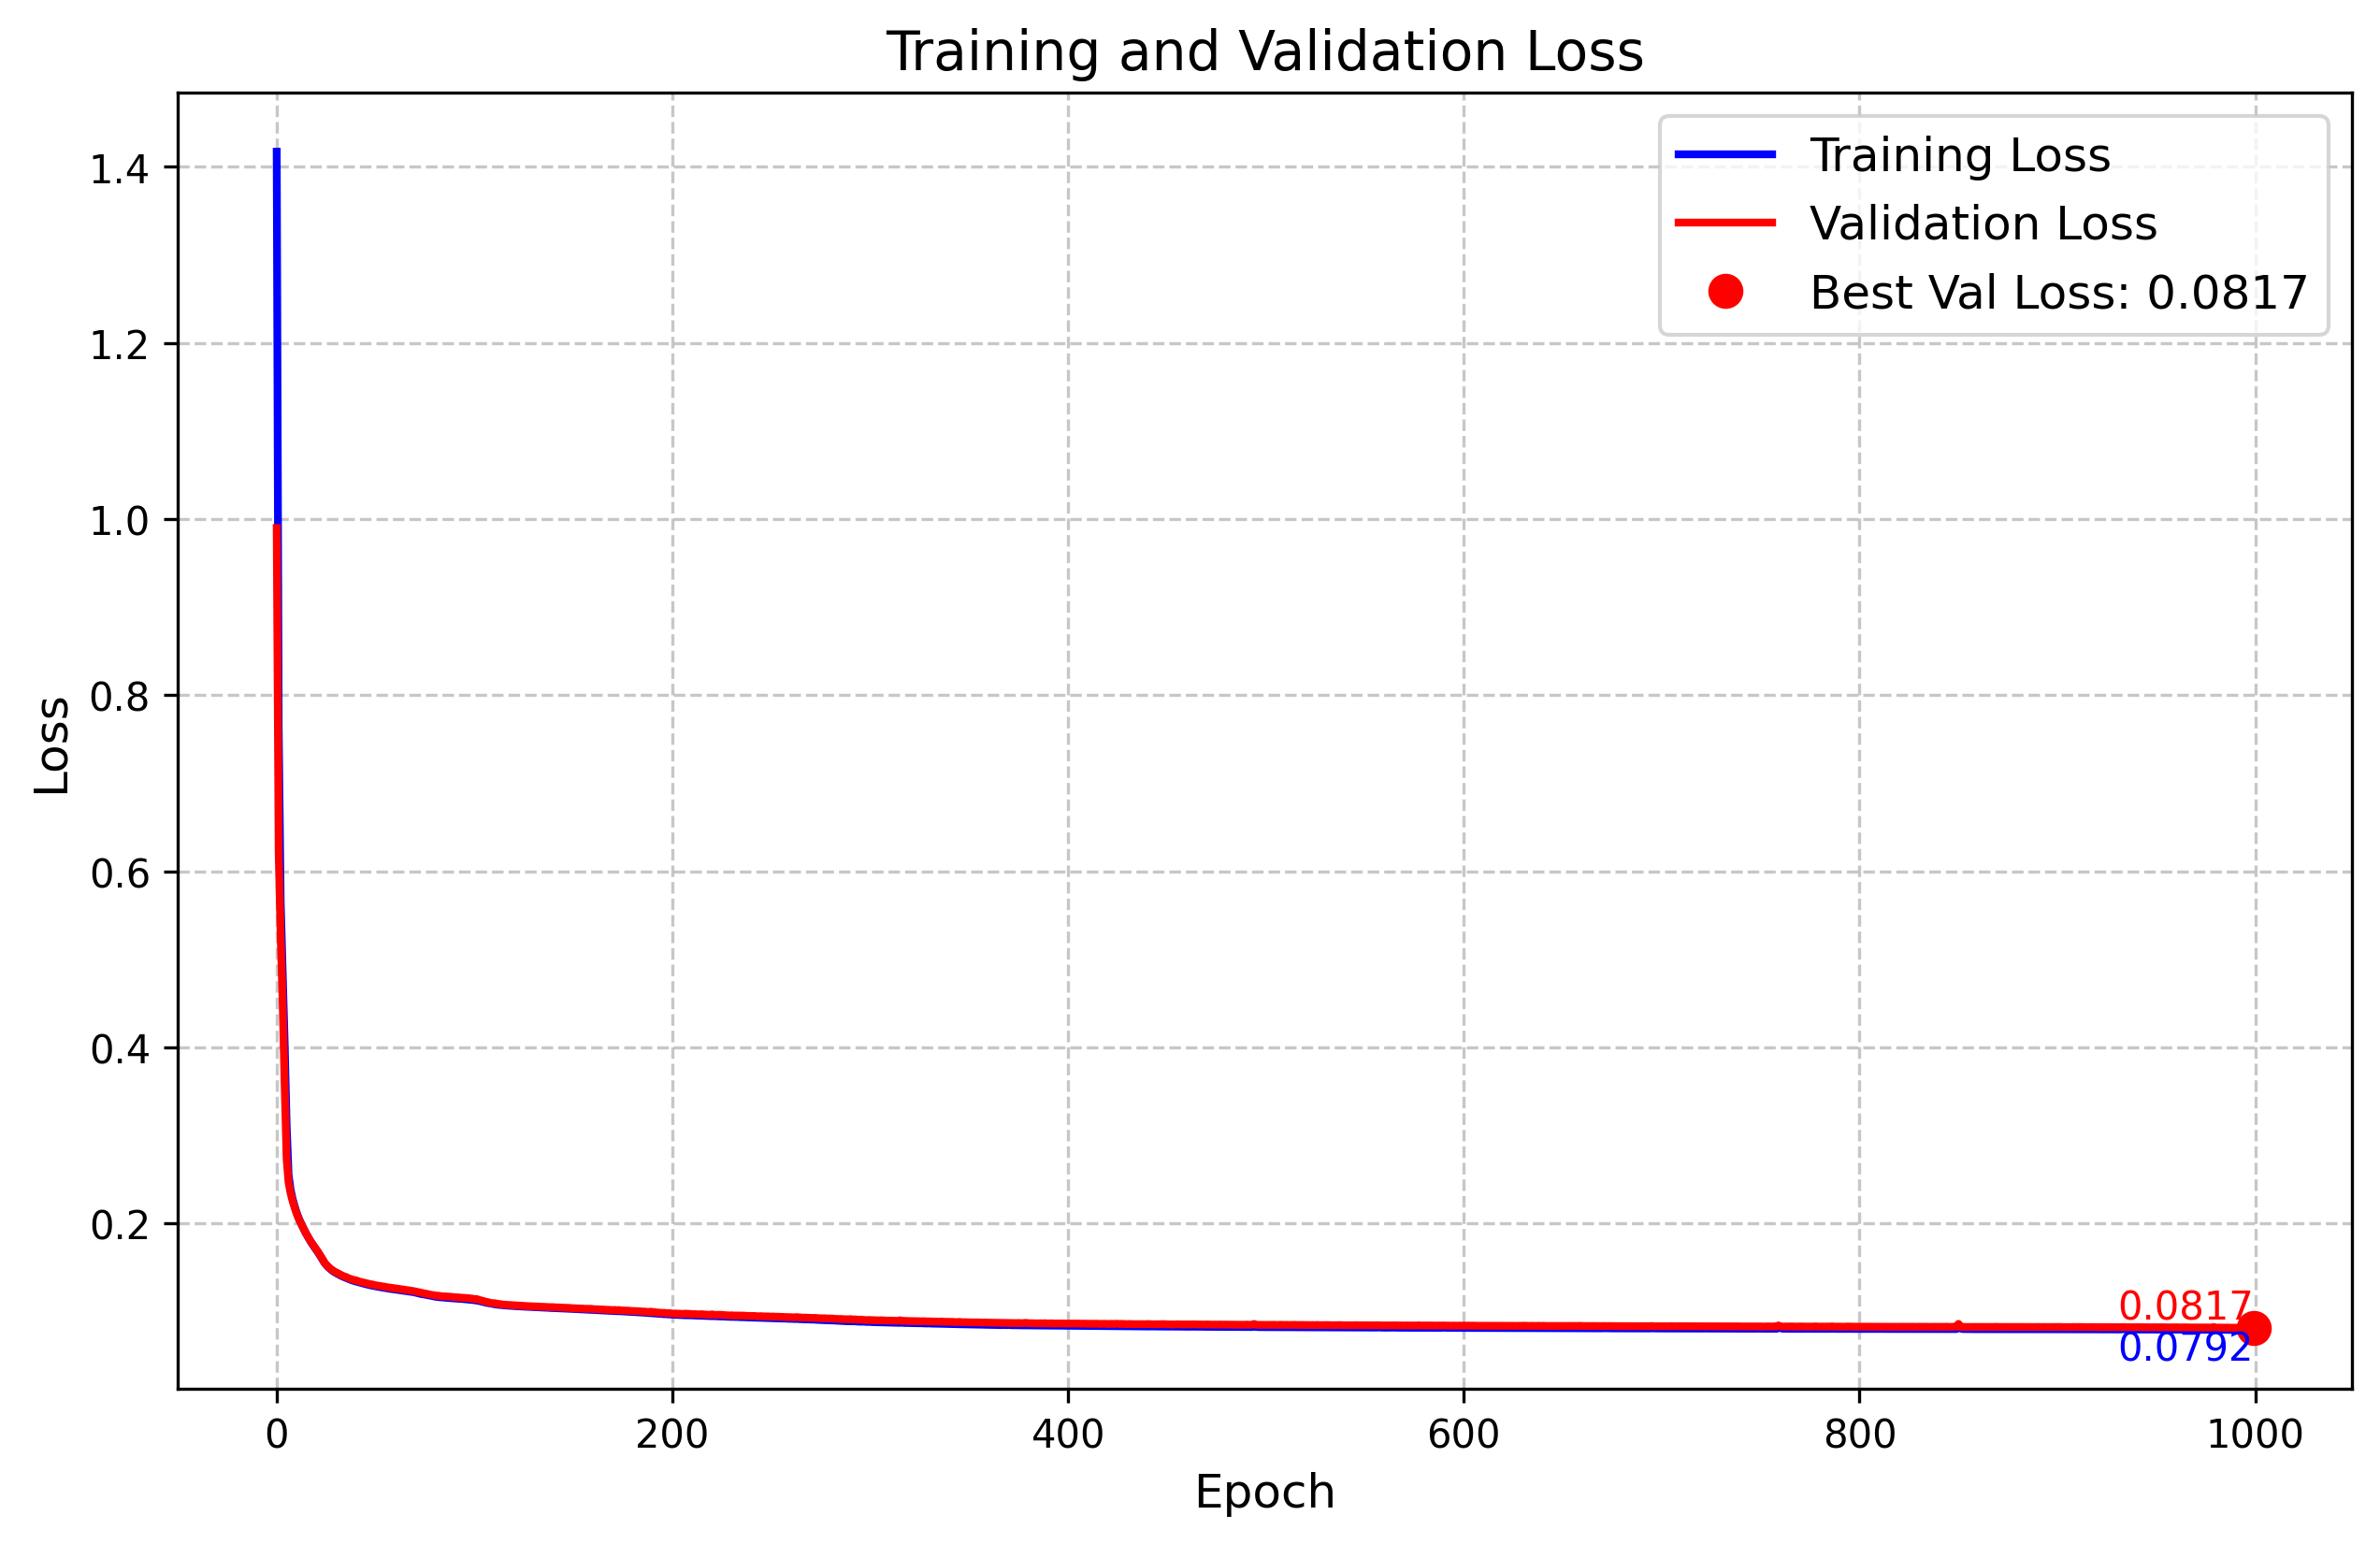 Training and Validation Loss
Training Loss
Validation Loss
Best Val Loss: 0.0817
1.4
1.2
1.0
0.8
0.6
0.4
0.2
Loss
0.0817
0.0792
0 200 400 600 800 1000
Epoch